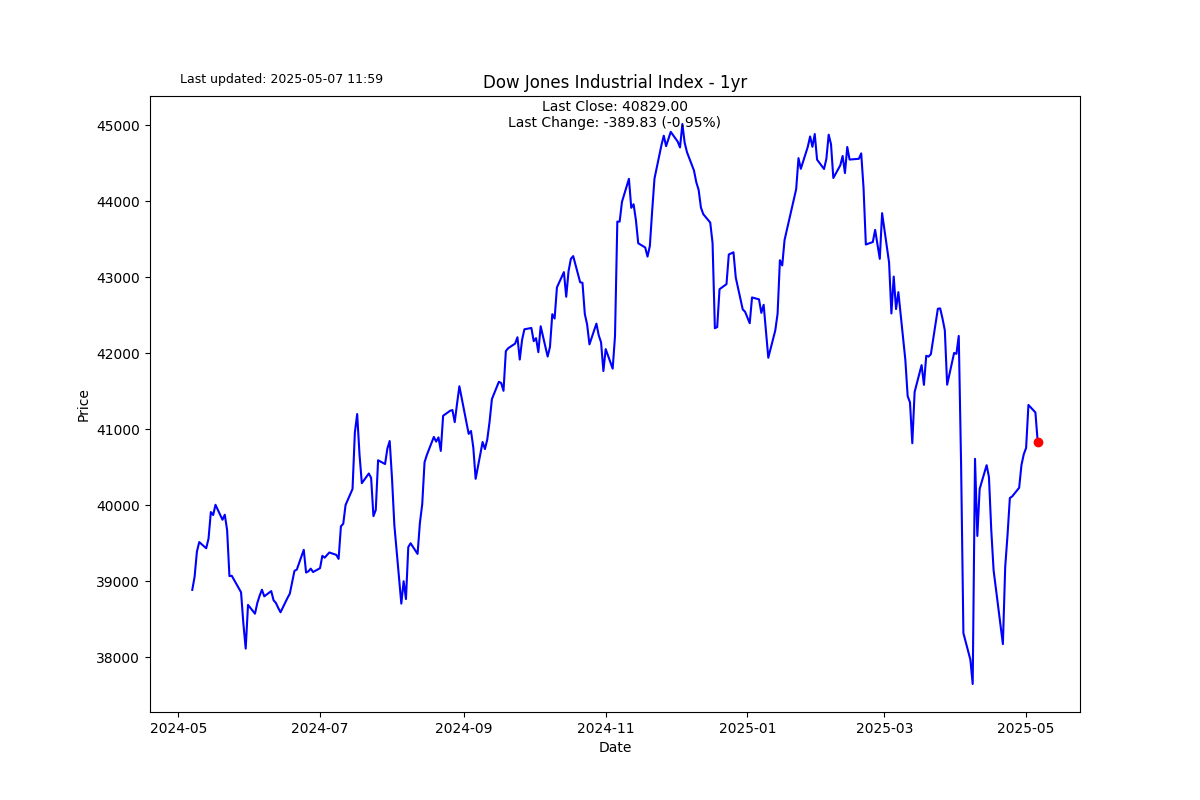 Last updated: 2025-05-07 11:59
Dow Jones Industrial Index - 1yr
Last Close: 40829.00
Last Change: -389.83 (-0.95%)
45000
44000
43000
42000
41000
40000
39000
38000
Price
2024-05 2024-07 2024-09 2024-11 2025-01 2025-03 2025-05
Date